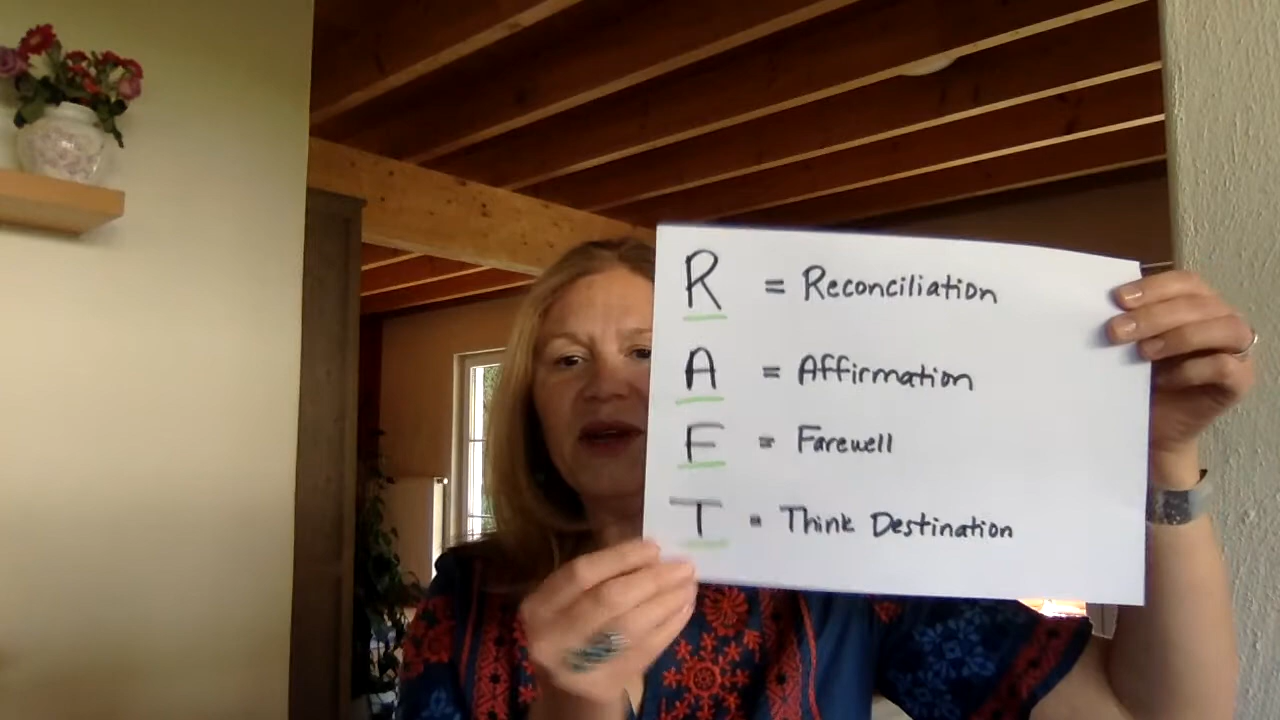 R = Reconciliation
A = Affirmation
F = Farewell
T = Think Destination